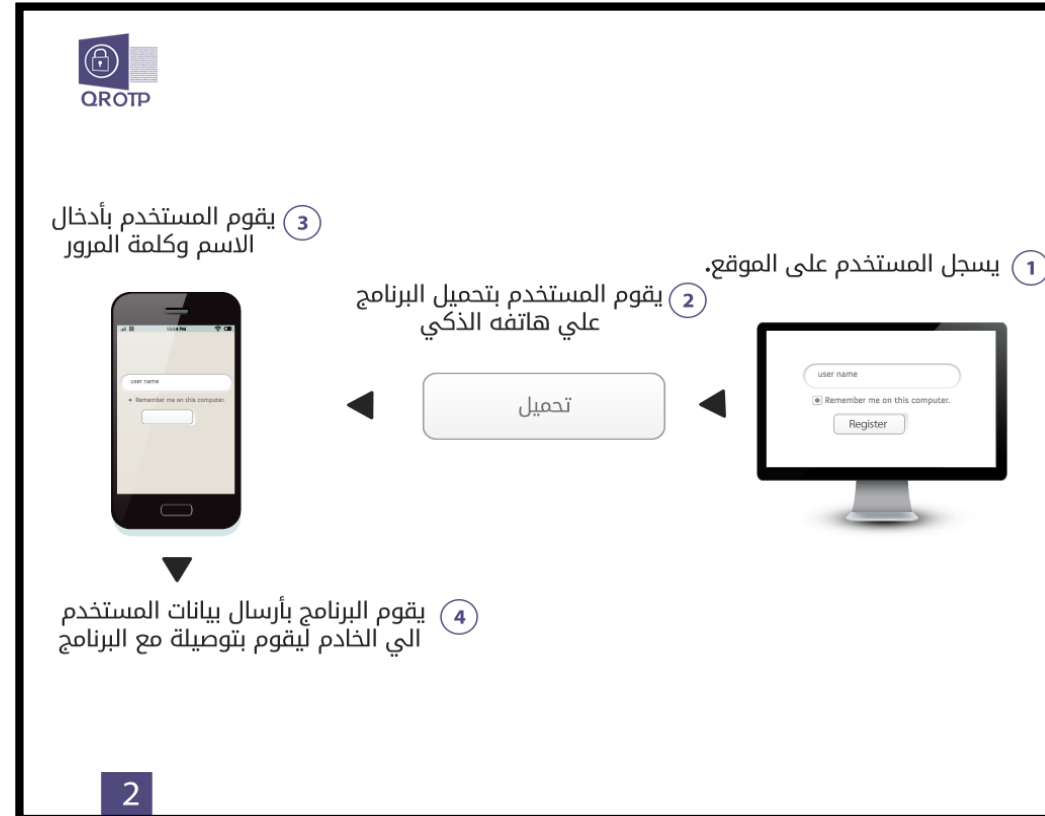 QROTP
1 يسجل المستخدم على الموقع.
user name
Remember me on this computer.
Register
2 يقوم المستخدم بتحميل البرنامج
علي هاتفه الذكي
تحميل
3 يقوم المستخدم بأدخال
الاسم وكلمة المرور
user name
Remember me on this computer.
4 يقوم البرنامج بأرسال بيانات المستخدم
الي الخادم ليقوم بتوصيلة مع البرنامج
2